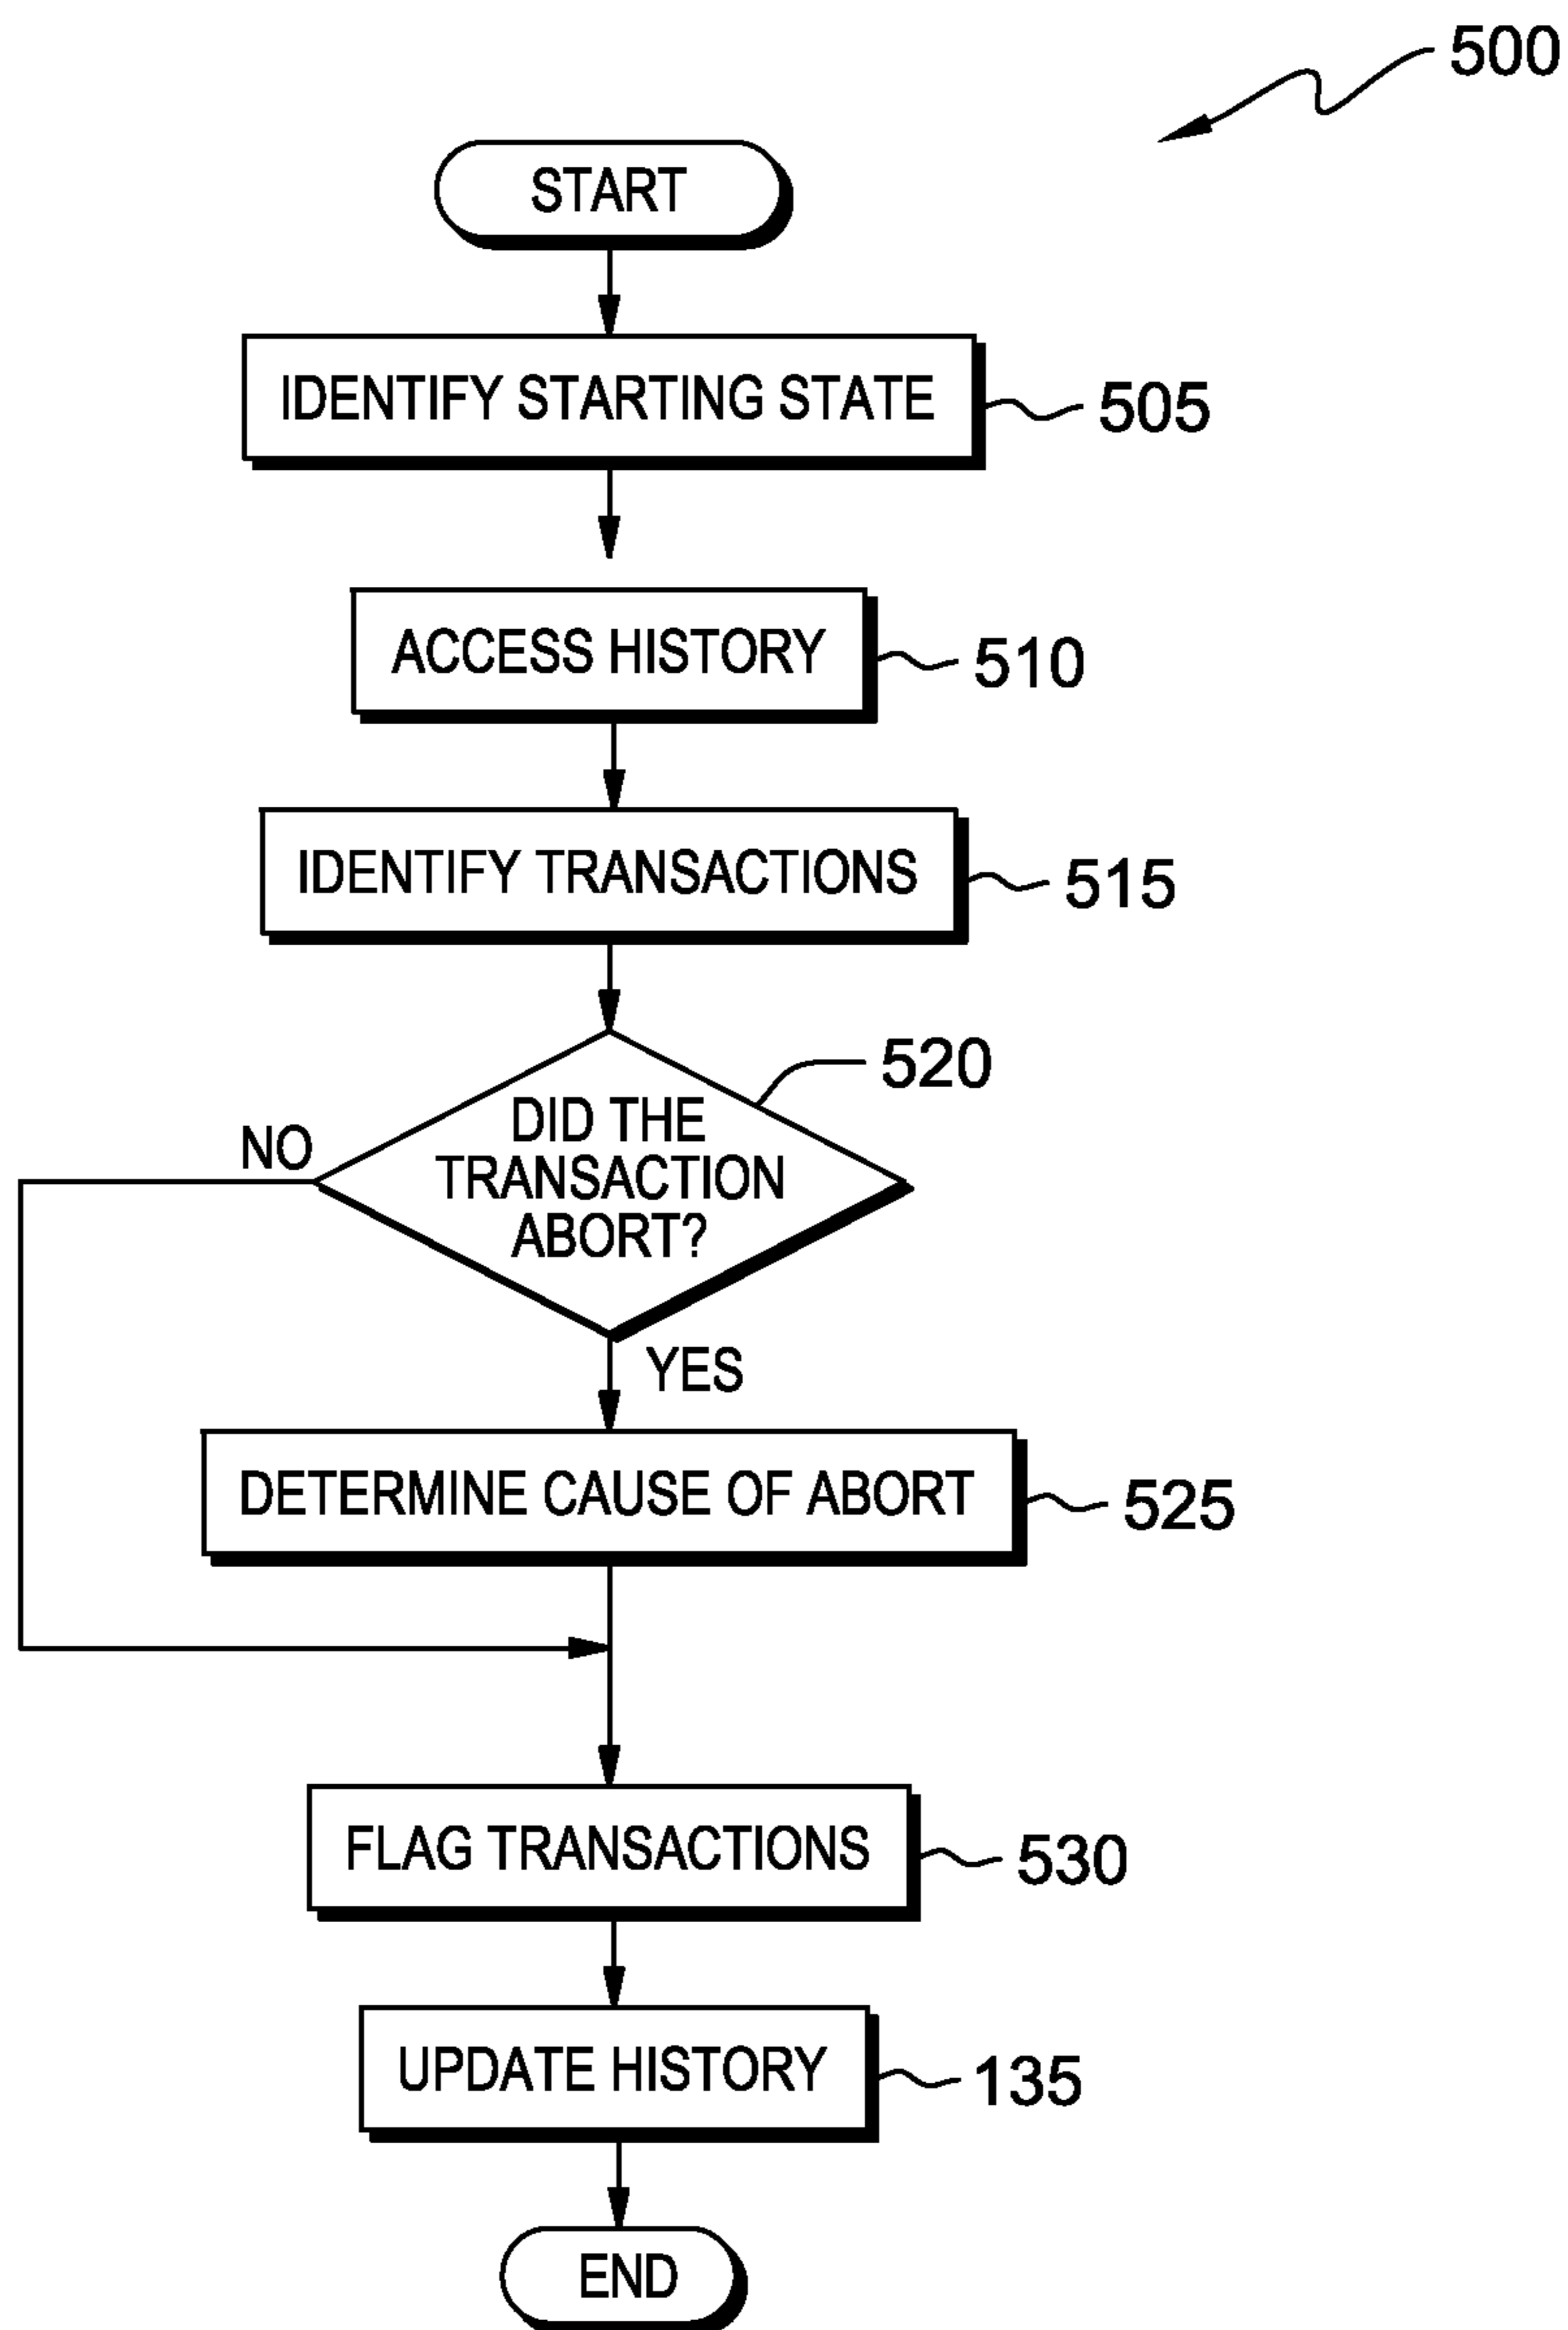 500
START
IDENTIFY STARTING STATE
505
ACCESS HISTORY
510
IDENTIFY TRANSACTIONS
515
520
DID THE
TRANSACTION
ABORT?
NO
YES
DETERMINE CAUSE OF ABORT
525
FLAG TRANSACTIONS
530
UPDATE HISTORY
135
END